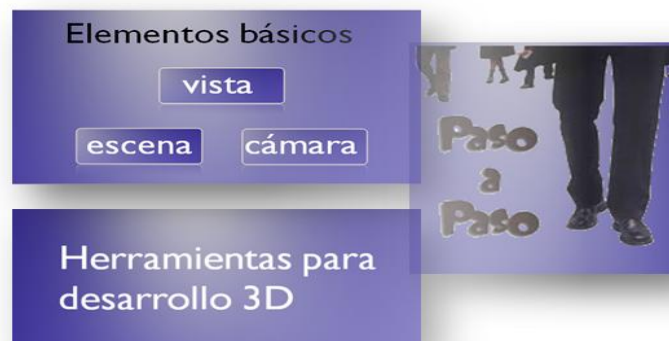 Elementos básicos
vista
escena
cámara
Herramientas para
desarrollo 3D
Paso
a
Paso